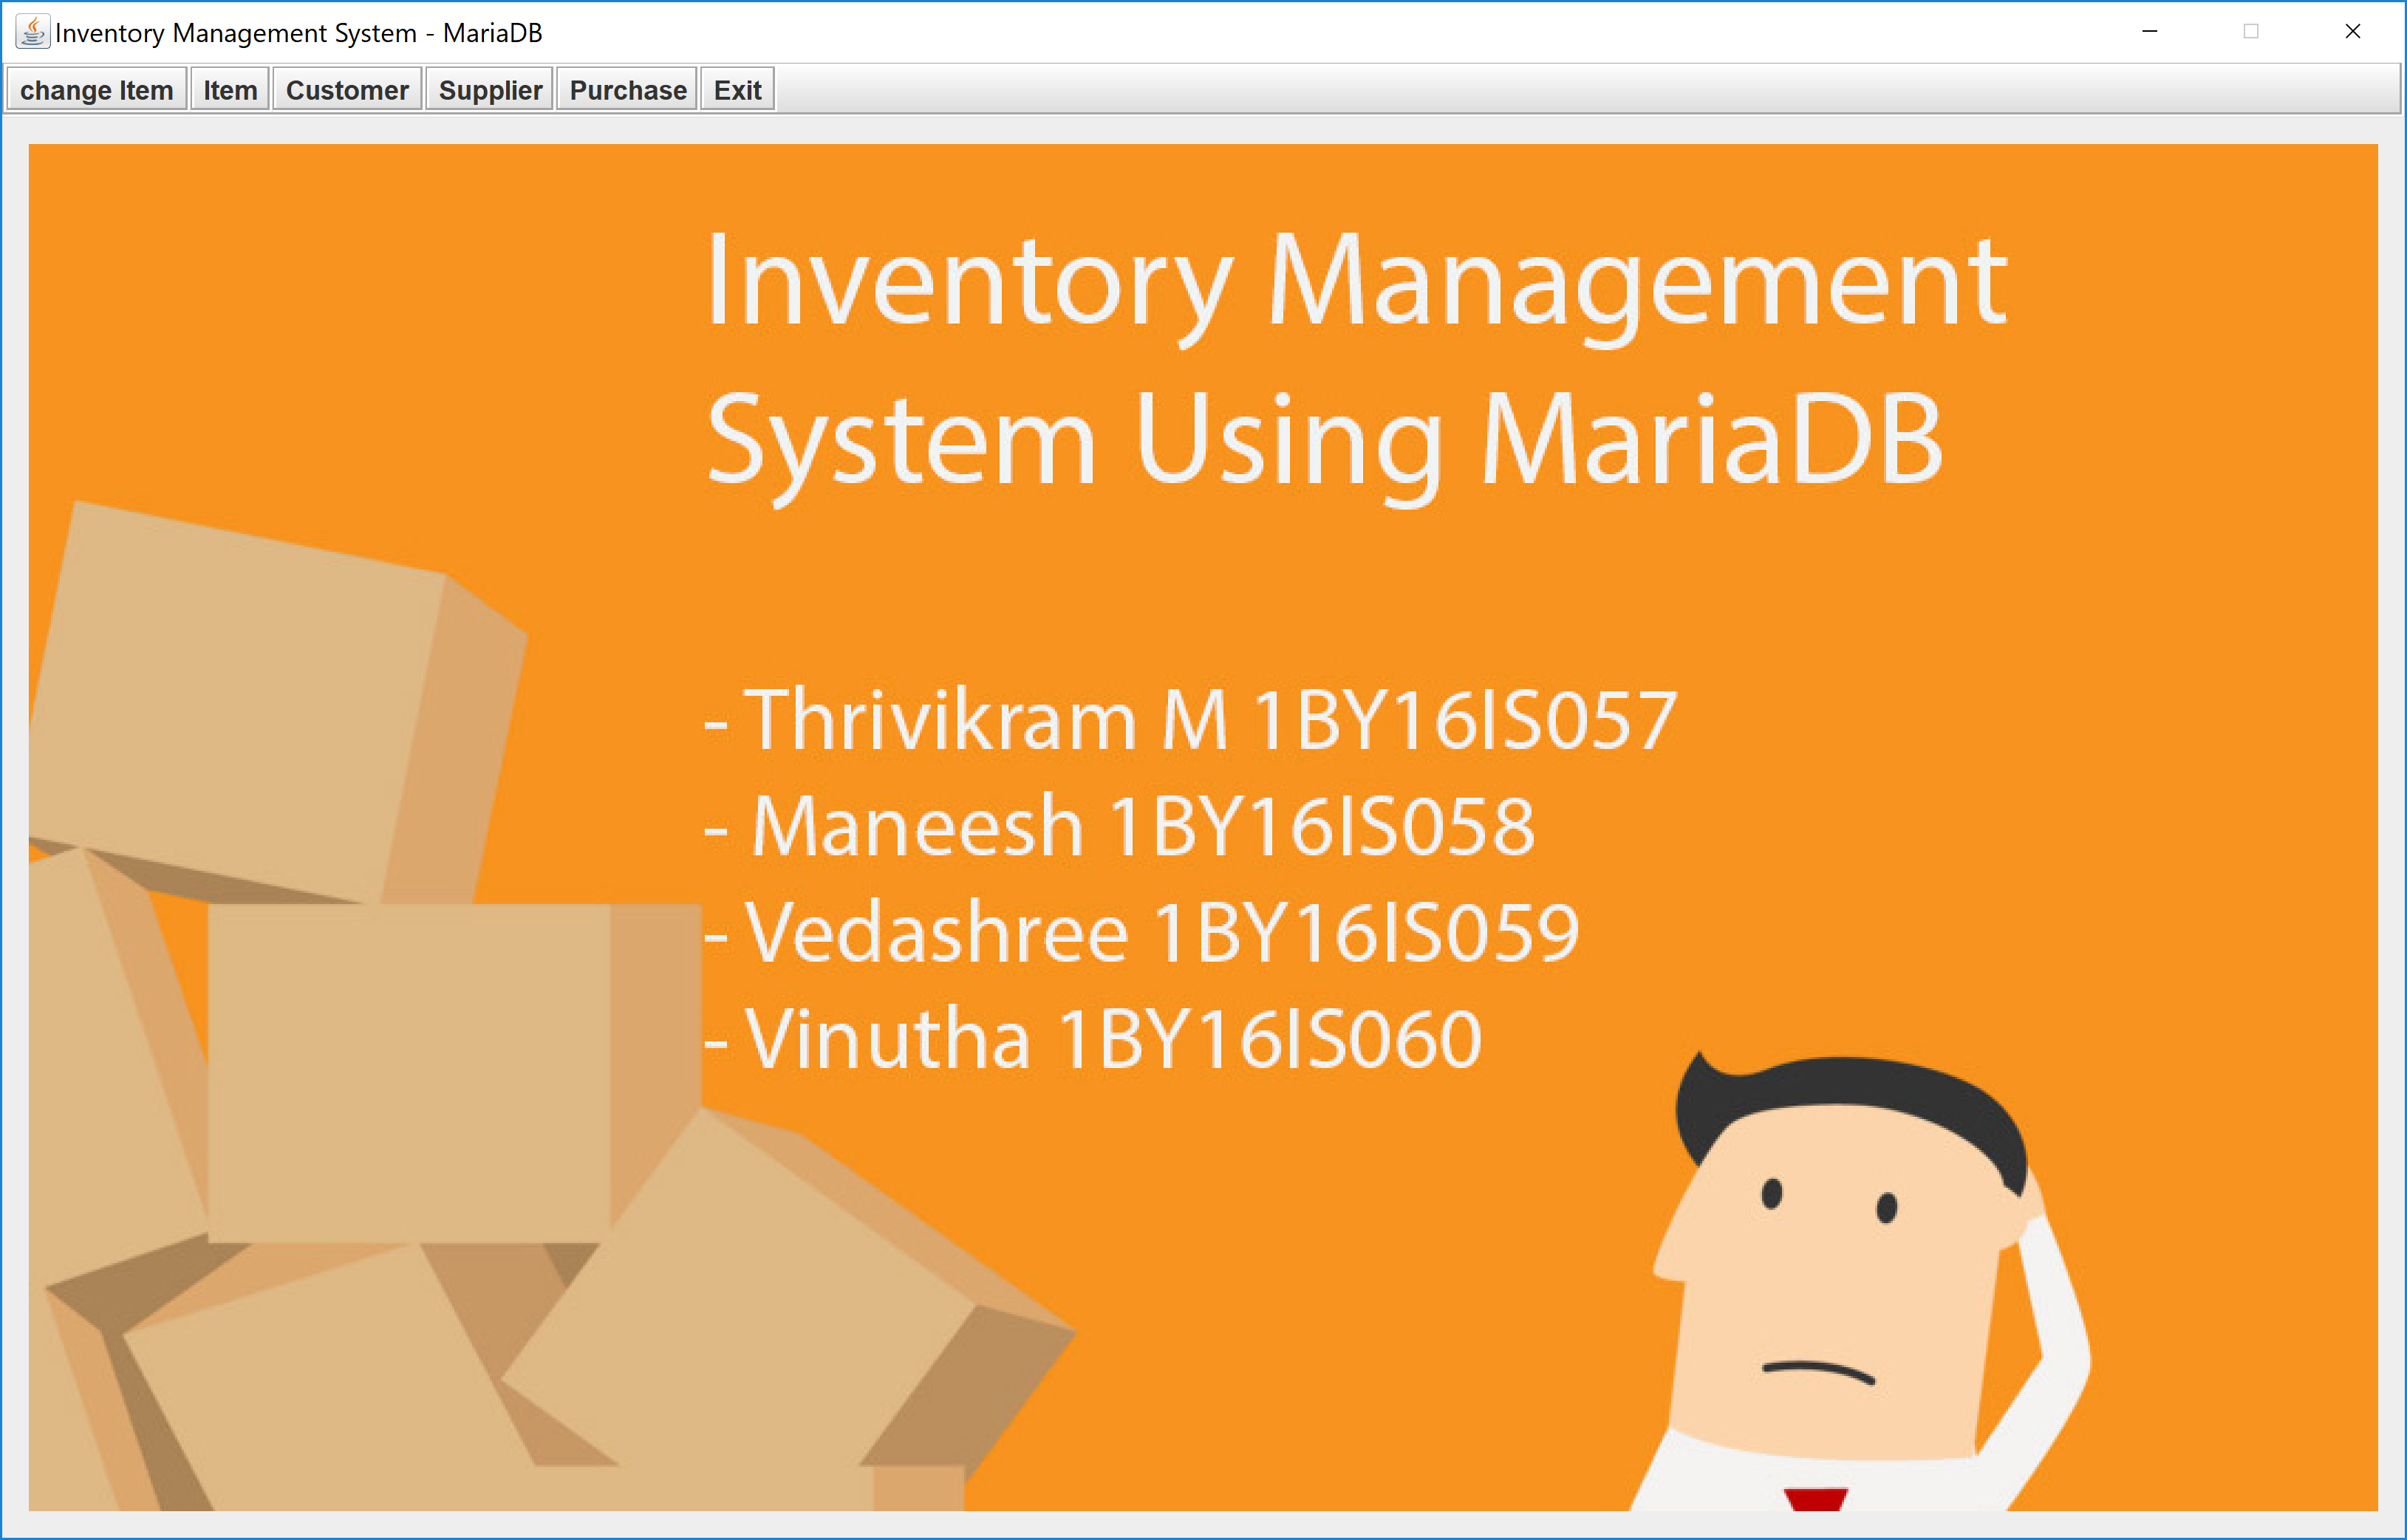 Inventory Management System - MariaDB
change Item Item Customer Supplier Purchase Exit
Inventory Management
System Using MariaDB
- Thrivikram M 1BY16IS057
- Maneesh 1BY16IS058
- Vedashree 1BY16IS059
- Vinutha 1BY16IS060